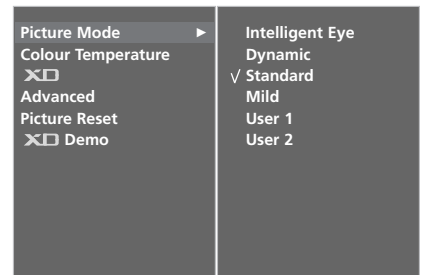 Picture Mode ►
Colour Temperature
XD
Advanced
Picture Reset
XD Demo
Intelligent Eye
Dynamic
√ Standard
Mild
User 1
User 2